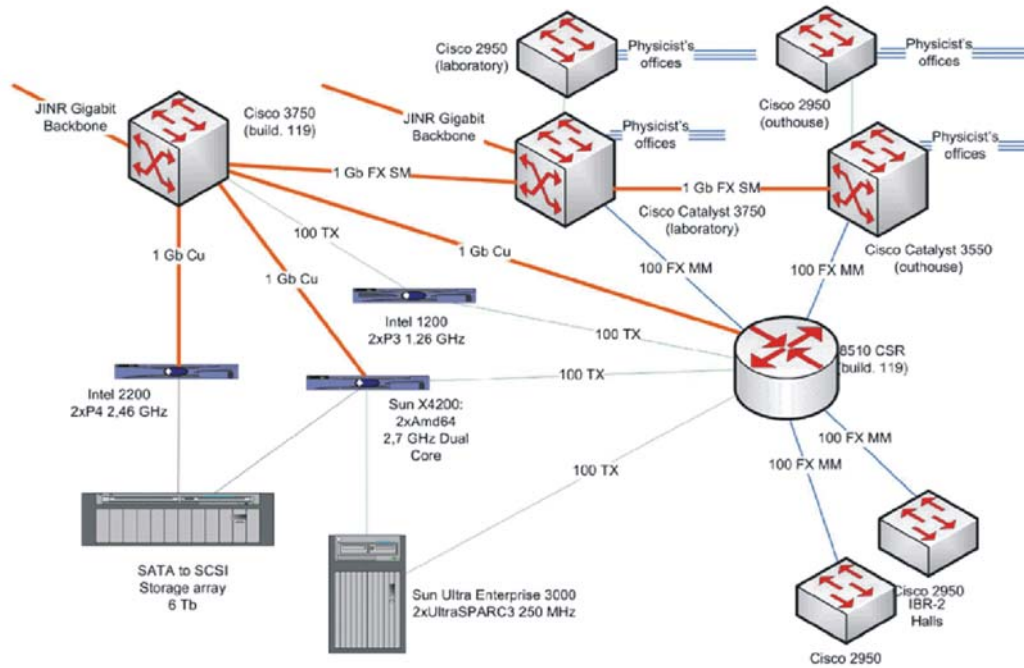 Cisco 2950
(laboratory)
Physicist's
offices
Physicist's
offices
Cisco 2950
(outhouse)
JINR Gigabit
Backbone
Cisco 3750
(build. 119)
JINR Gigabit
Backbone
Physicist's
offices
Physicist's
offices
1 Gb FX SM
1 Gb FX SM
Cisco Catalyst 3750
(laboratory)
Cisco Catalyst 3550
(outhouse)
100 TX
1 Gb Cu
1 Gb Cu
1 Gb Cu
100 FX MM
100 FX MM
Intel 1200
2xP3 1.26 GHz
100 TX
8510 CSR
(build. 119)
Intel 2200
2xP4 2,46 GHz
100 TX
Sun X4200:
2xAmd64
2,7 GHz Dual
Core
100 FX MM
100 FX MM
100 TX
SATA to SCSI
Storage array
6 Tb
Sun Ultra Enterprise 3000
2xUltraSPARC3 250 MHz
Cisco 2950
IBR-2
Halls
Cisco 2950